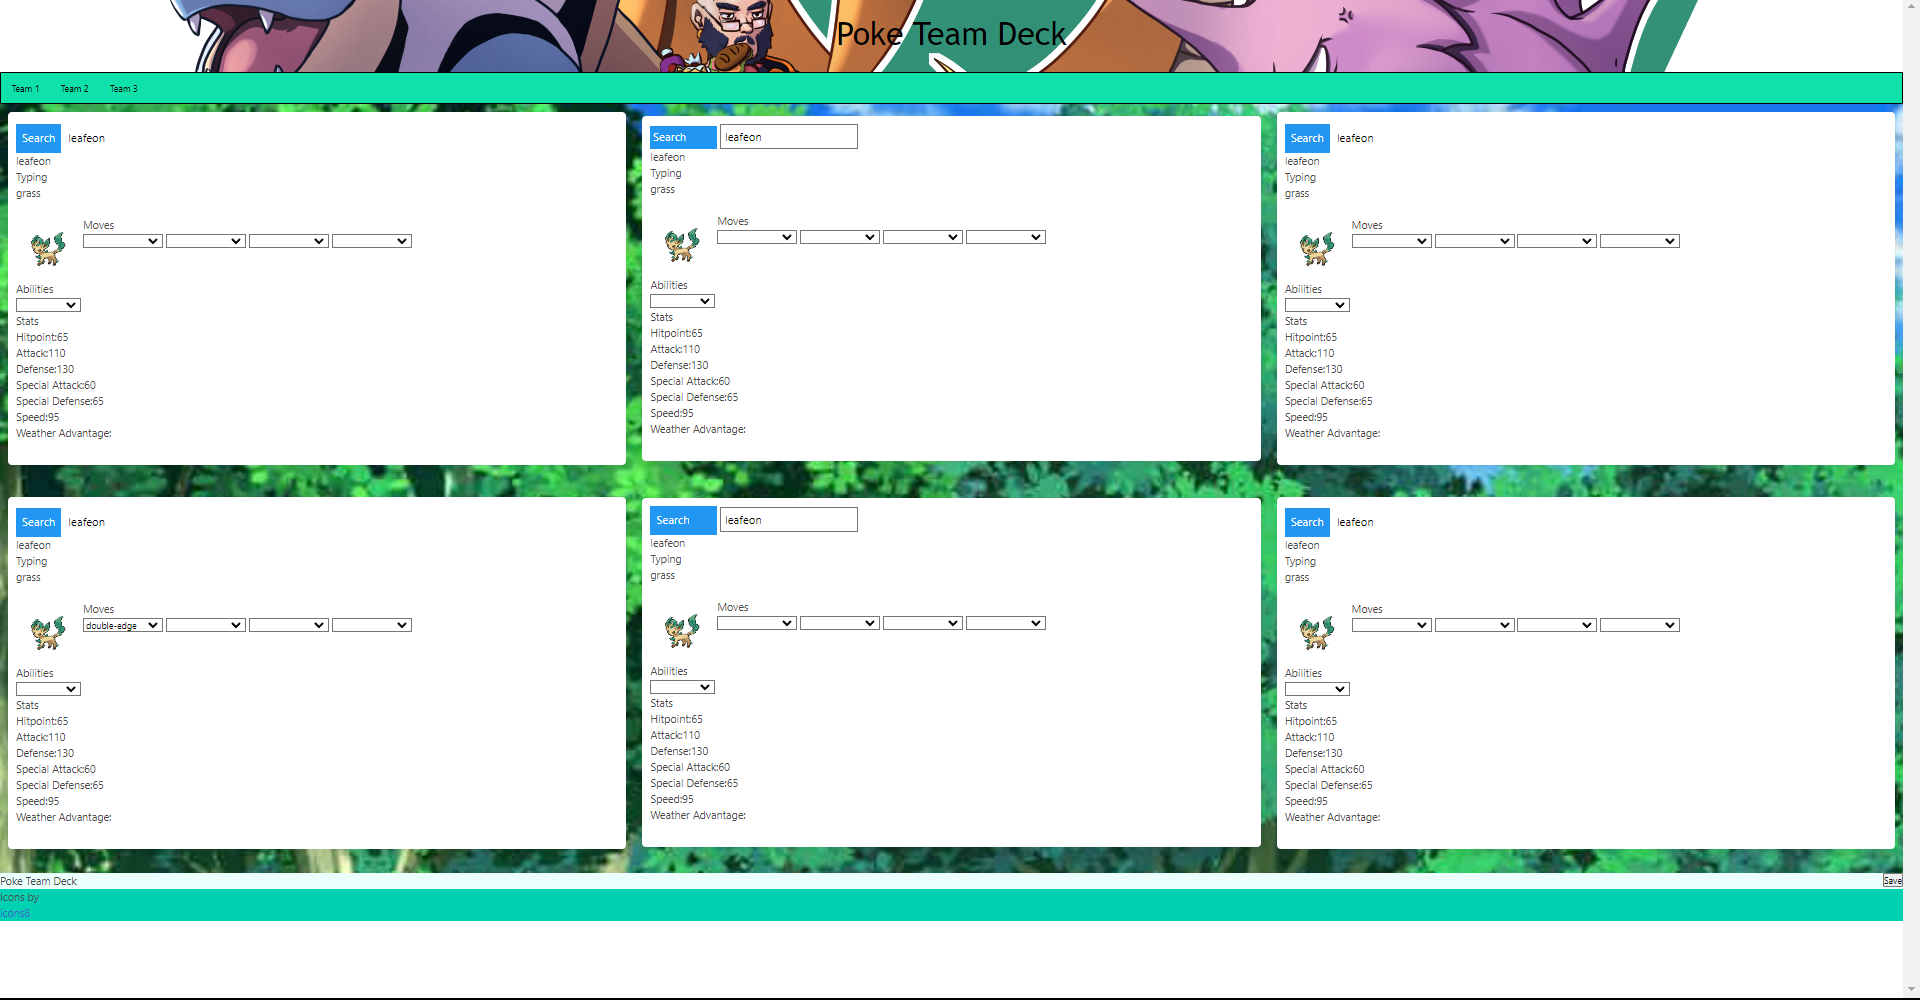 Poke Team Deck
Team 1 Team 2 Team 3
Search leafeon
leafeon
Typing
grass
Moves
Abilities
Stats
Hitpoint:65
Attack:110
Defense:130
Special Attack:60
Special Defense:65
Speed:95
Weather Advantage:
Search leafeon
leafeon
Typing
grass
Moves
Abilities
Stats
Hitpoint:65
Attack:110
Defense:130
Special Attack:60
Special Defense:65
Speed:95
Weather Advantage:
Search leafeon
leafeon
Typing
grass
Moves
Abilities
Stats
Hitpoint:65
Attack:110
Defense:130
Special Attack:60
Special Defense:65
Speed:95
Weather Advantage:
Search leafeon
leafeon
Typing
grass
Moves
double-edge
Abilities
Stats
Hitpoint:65
Attack:110
Defense:130
Special Attack:60
Special Defense:65
Speed:95
Weather Advantage:
Search leafeon
leafeon
Typing
grass
Moves
Abilities
Stats
Hitpoint:65
Attack:110
Defense:130
Special Attack:60
Special Defense:65
Speed:95
Weather Advantage:
Search leafeon
leafeon
Typing
grass
Moves
Abilities
Stats
Hitpoint:65
Attack:110
Defense:130
Special Attack:60
Special Defense:65
Speed:95
Weather Advantage:
Poke Team Deck Save
Icons by
icons8